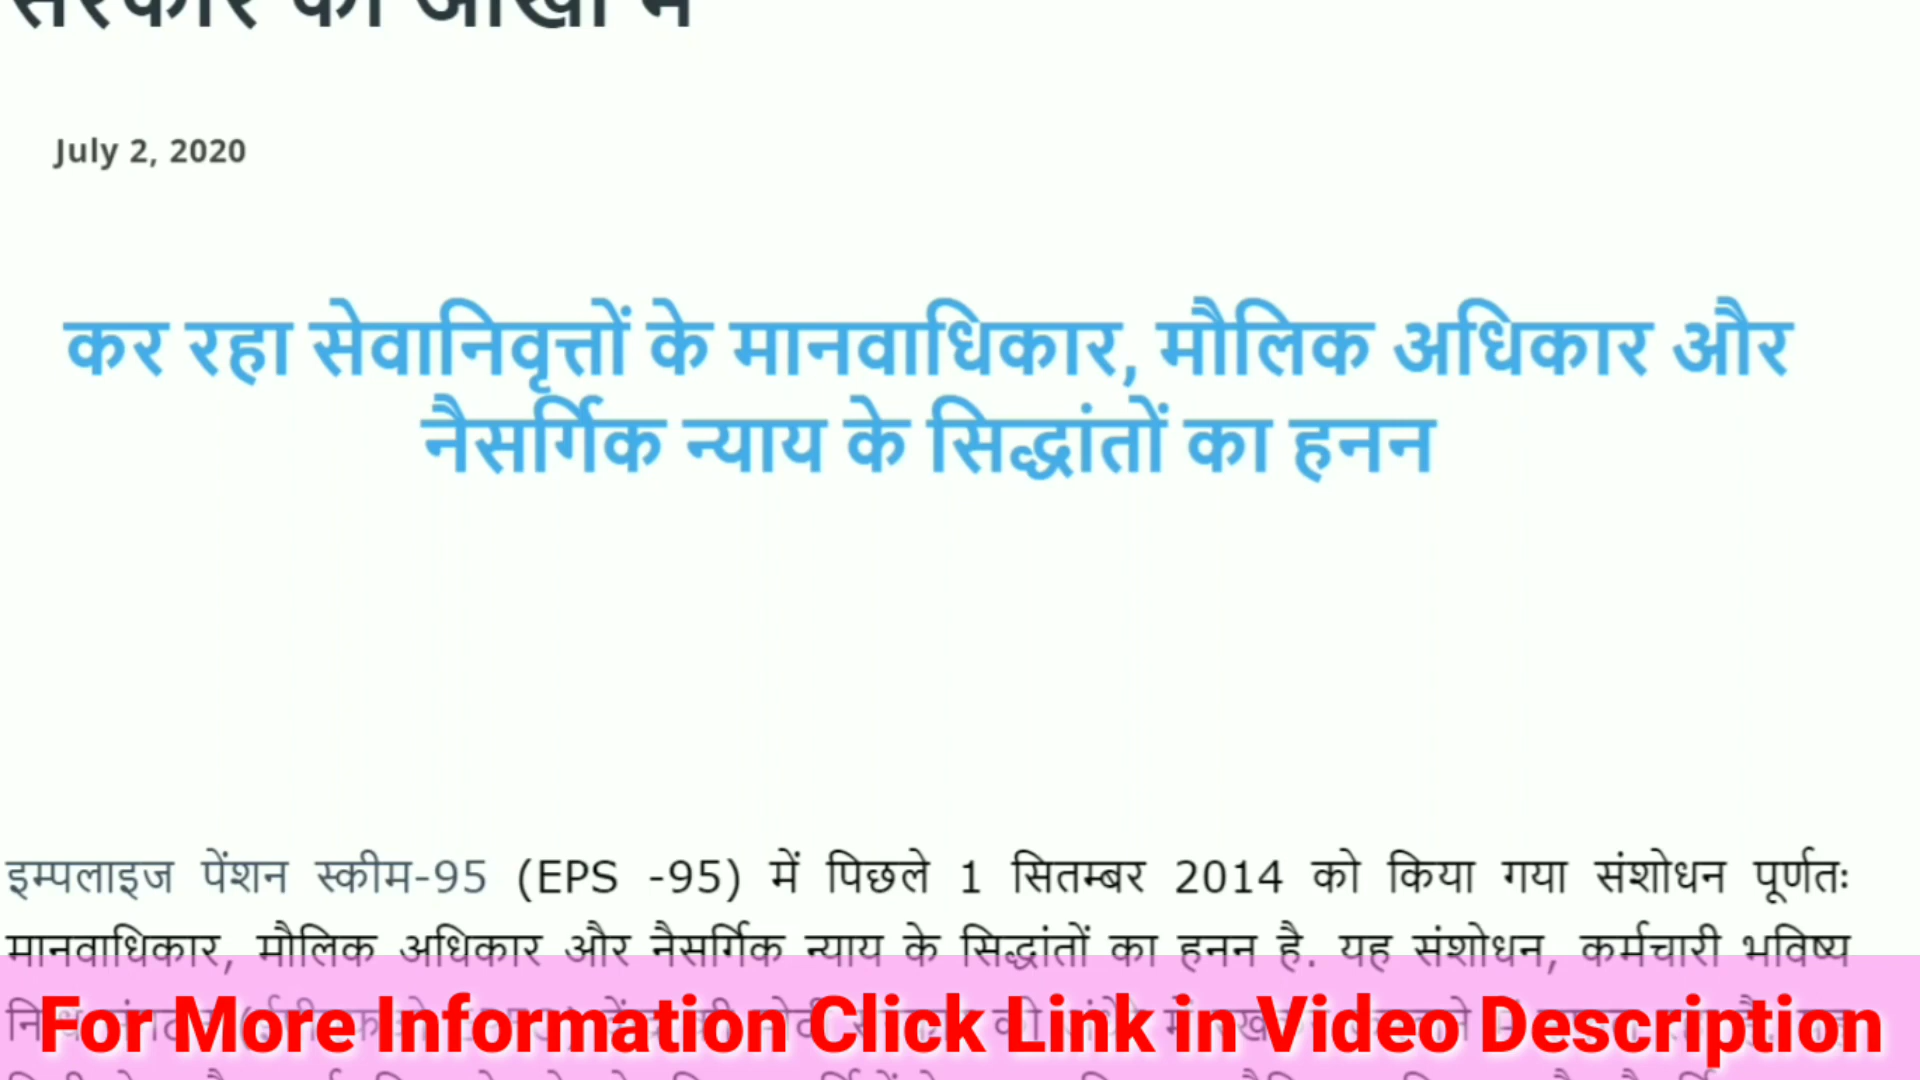 सरकार की आंखों में
July 2, 2020
कर रहा सेवानिवृत्तों के मानवाधिकार, मौलिक अधिकार और
नैसर्गिक न्याय के सिद्धांतों का हनन
इम्पलाइज पेंशन स्कीम-95 (EPS -95) में पिछले 1 सितम्बर 2014 को किया गया संशोधन पूर्णतः
मानवाधिकार, मौलिक अधिकार और नैसर्गिक न्याय के सिद्धांतों का हनन है. यह संशोधन, कर्मचारी भविष्य
For More Information Click Link in Video Description